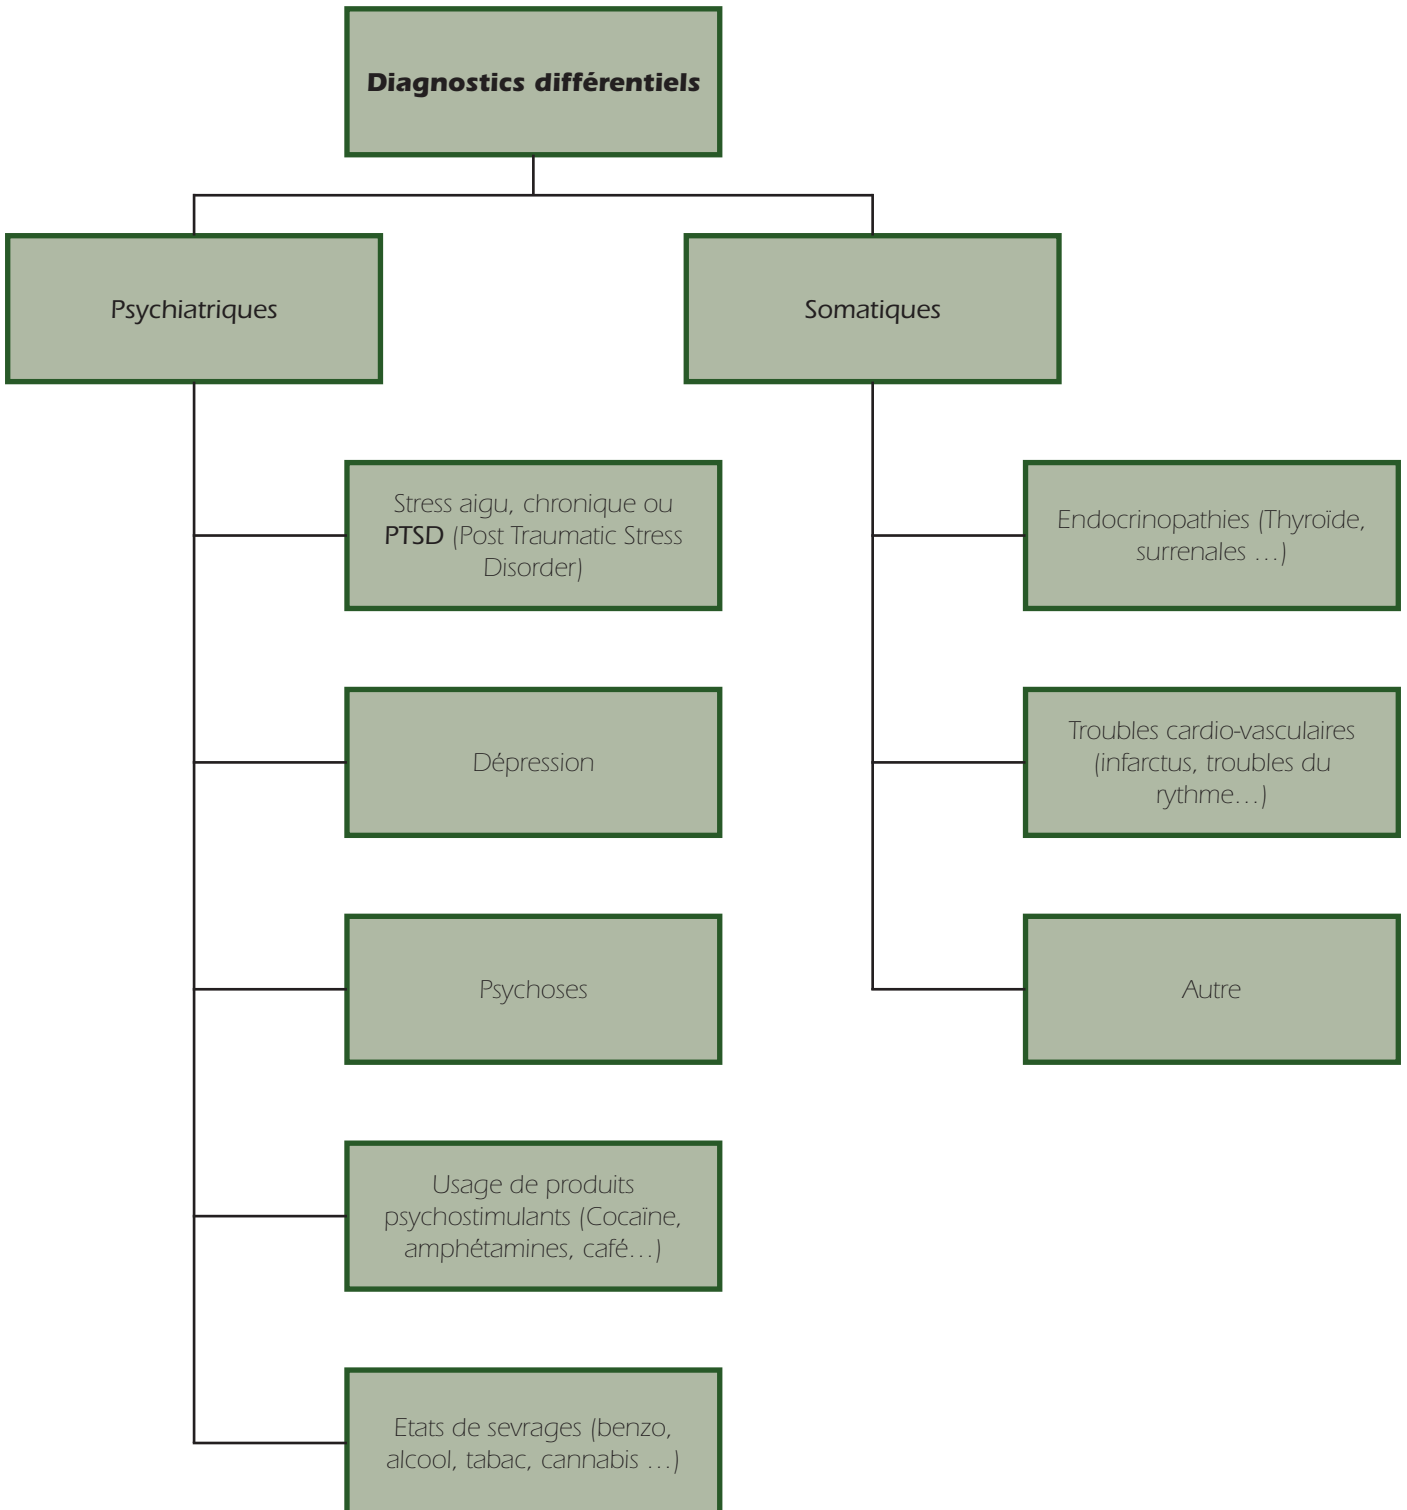 Diagnostics différentiels
Psychiatriques
Somatiques
Stress aigu, chronique ou
PTSD (Post Traumatic Stress
Disorder)
Endocrinopathies (Thyroïde,
surrenales ...)
Dépression
Troubles cardio-vasculaires
(infarctus, troubles du
rythme...)
Psychoses
Autre
Usage de produits
psychostimulants (Cocaïne,
amphétamines, café...)
Etats de sevrages (benzo,
alcool, tabac, cannabis ...)